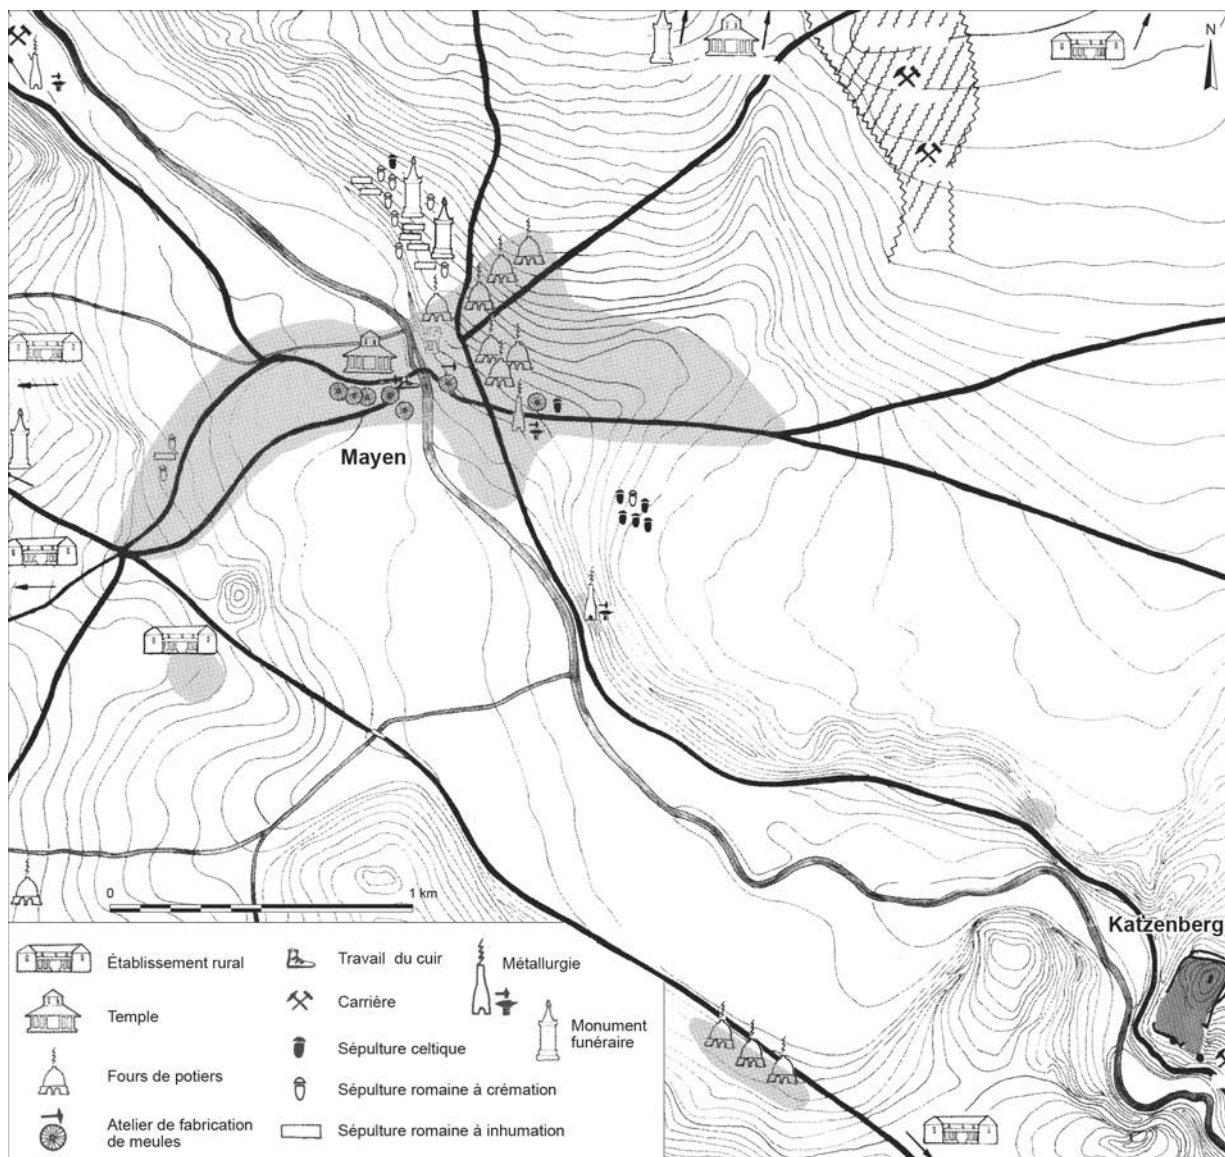 N
Mayen
0 1 km
Katzenberg
Établissement rural
Temple
Fours de potiers
Atelier de fabrication
de meules
Travail du cuir
Carrière
Sépulture celtique
Sépulture romaine à crémation
Sépulture romaine à inhumation
Métallurgie
Monument
funéraire